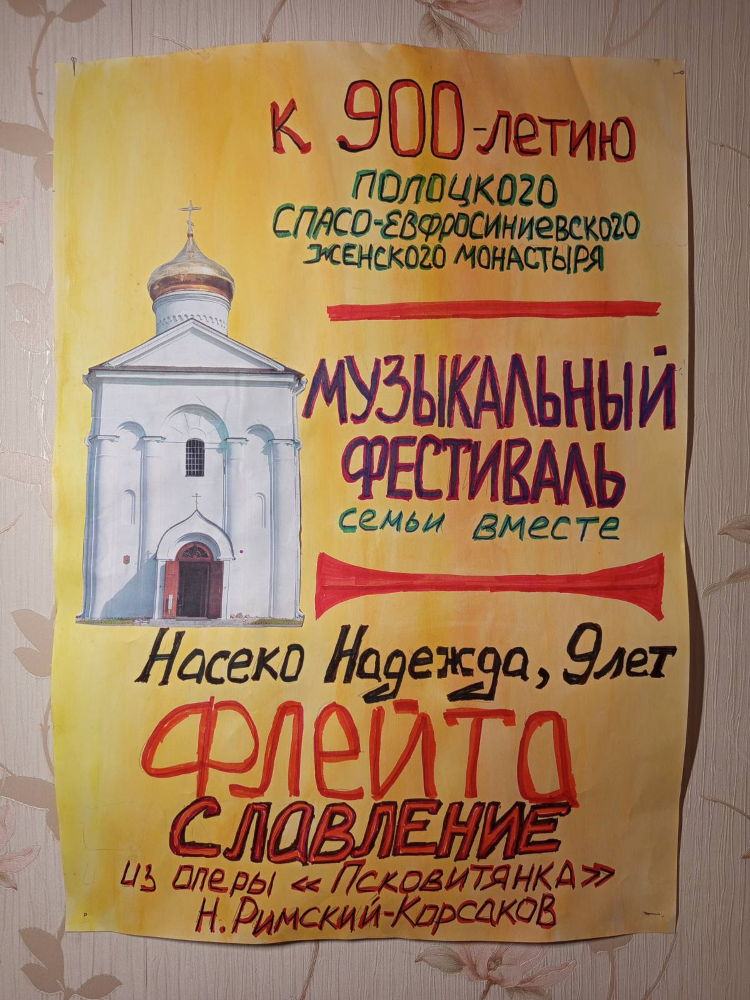 К 900-летию
ПОЛОЦКОГО
СПАСО-ЕВФРОСИНИЕВСКОГО
ЖЕНСКОГО МОНАСТЫРЯ
МУЗЫКАЛЬНЫЙ
ФЕСТИВАЛЬ
семьи вместе
Насеко Надежда, 9 лет
Флейта
СЛАВЛЕНИЕ
из оперы «ПСКОВИТЯНКА»
Н. Римский-Корсаков